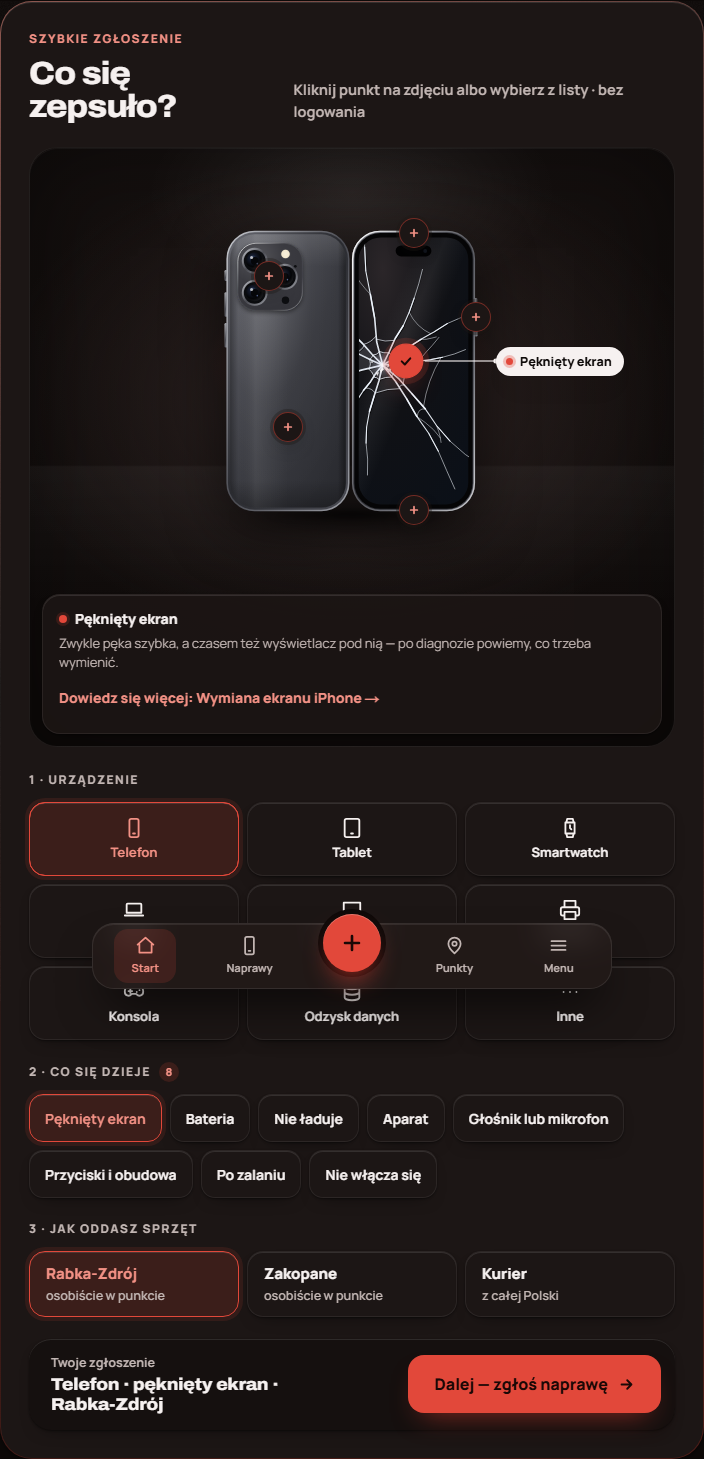 SZYBKIE ZGŁOSZENIE
Co się
zepsuło?
Kliknij punkt na zdjęciu albo wybierz z listy · bez
logowania
Pęknięty ekran
Pęknięty ekran
Zwykle pęka szybka, a czasem też wyświetlacz pod nią — po diagnozie powiemy, co trzeba
wymienić.
Dowiedz się więcej: Wymiana ekranu iPhone →
1 · URZĄDZENIE
Telefon
Tablet
Smartwatch
Start
Naprawy
Punkty
Menu
Konsola
Odzysk danych
Inne
2 · CO SIĘ DZIEJE 8
Pęknięty ekran
Bateria
Nie ładuje
Aparat
Głośnik lub mikrofon
Przyciski i obudowa
Po zalaniu
Nie włącza się
3 · JAK ODDASZ SPRZĘT
Rabka-Zdrój
osobiście w punkcie
Zakopane
osobiście w punkcie
Kurier
z całej Polski
Twoje zgłoszenie
Telefon · pęknięty ekran ·
Rabka-Zdrój
Dalej — zgłoś naprawę →